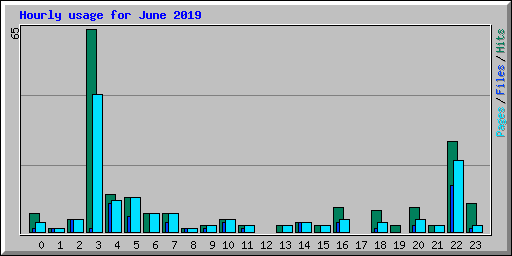 Hourly usage for June 2019
65
Pages/Files/Hits
0 1 2 3 4 5 6 7 8 9 10 11 12 13 14 15 16 17 18 19 20 21 22 23